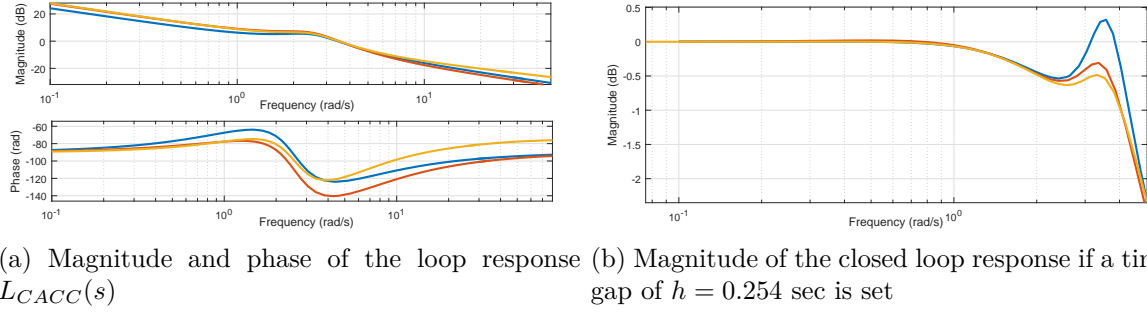 20
0
-20
Magnitude (dB)
10^-1
10^0
10^1
Frequency (rad/s)
-60
-80
-100
-120
-140
Phase (rad)
10^-1
10^0
10^1
Frequency (rad/s)
0.5
0
-0.5
-1
-1.5
-2
Magnitude (dB)
10^-1
10^0
Frequency (rad/s)
(a) Magnitude and phase of the loop response
L_CACC(s)
(b) Magnitude of the closed loop response if a
gap of h = 0.254 sec is set